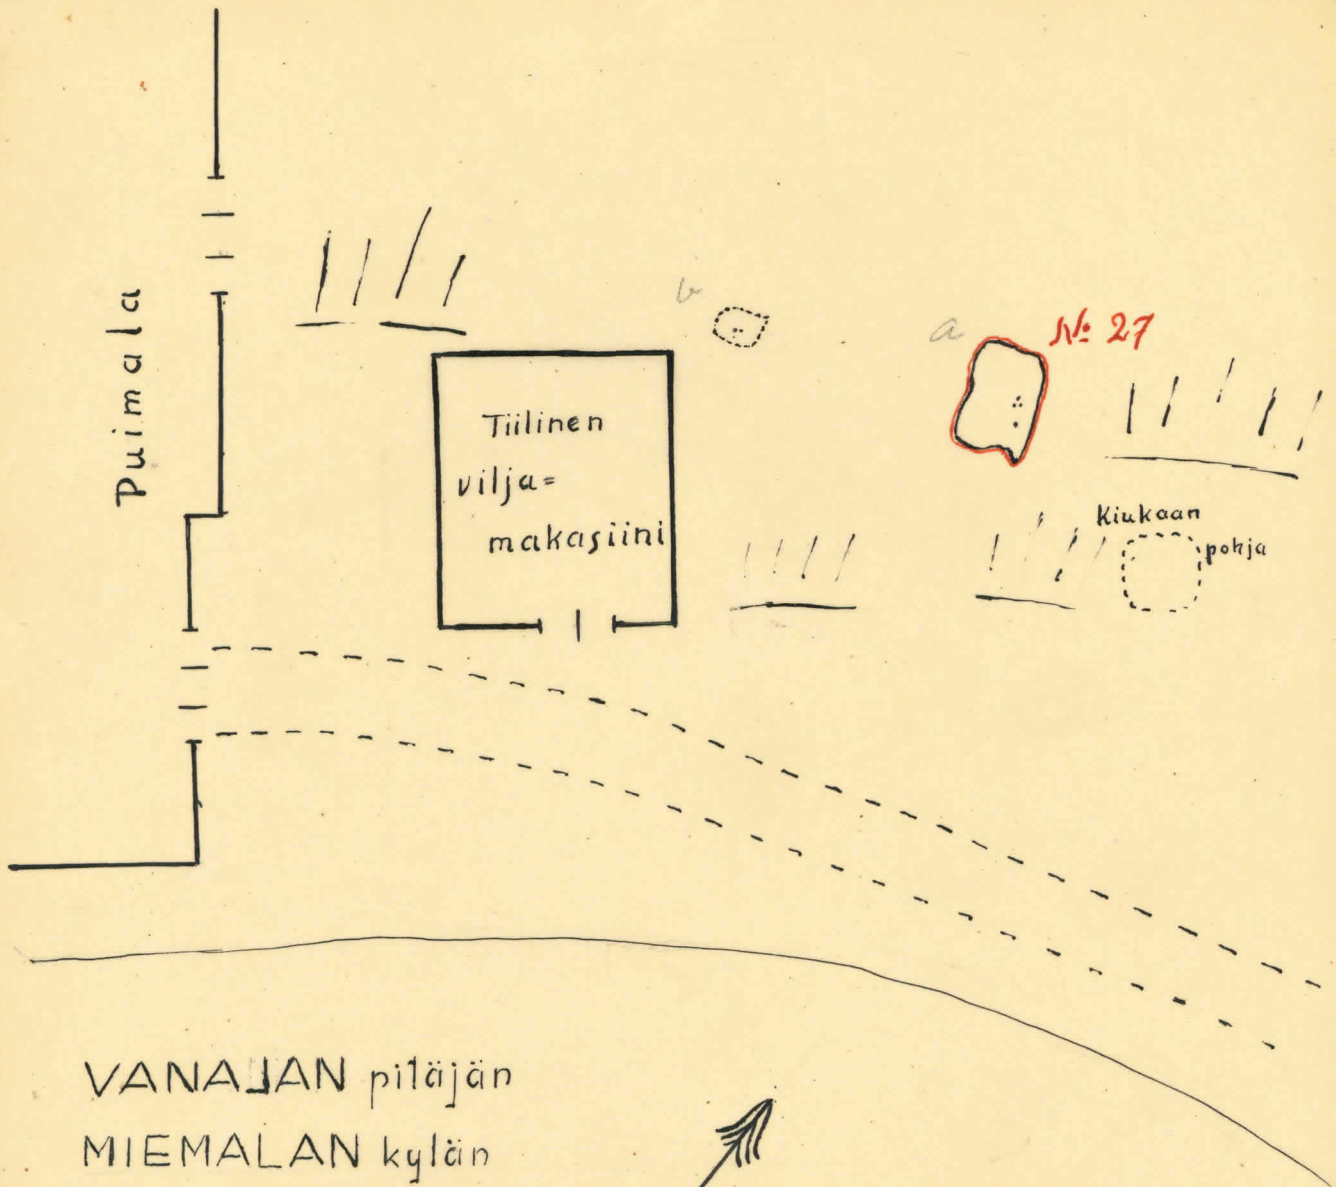 Puimala
b
a
№ 27
Tiilinen
vilja=
makasiini
Kiukaan
pohja
VANAJAN pitäjän
MIEMALAN kylän